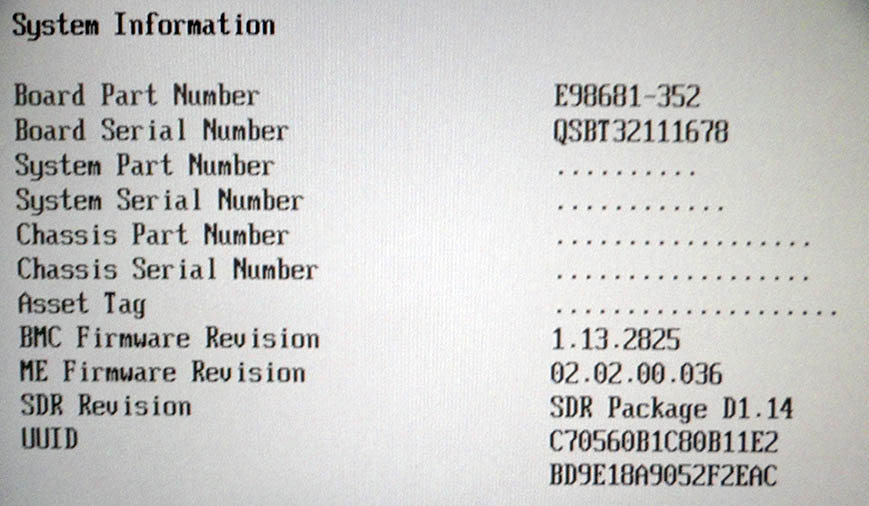 System Information
Board Part Number E98681-352
Board Serial Number QSBT32111678
System Part Number ..........
System Serial Number ............
Chassis Part Number ..................
Chassis Serial Number ..................
Asset Tag ....................
BMC Firmware Revision 1.13.2825
ME Firmware Revision 02.02.00.036
SDR Revision SDR Package D1.14
UUID C70560B1C80B11E2
BD9E18A9052F2EAC